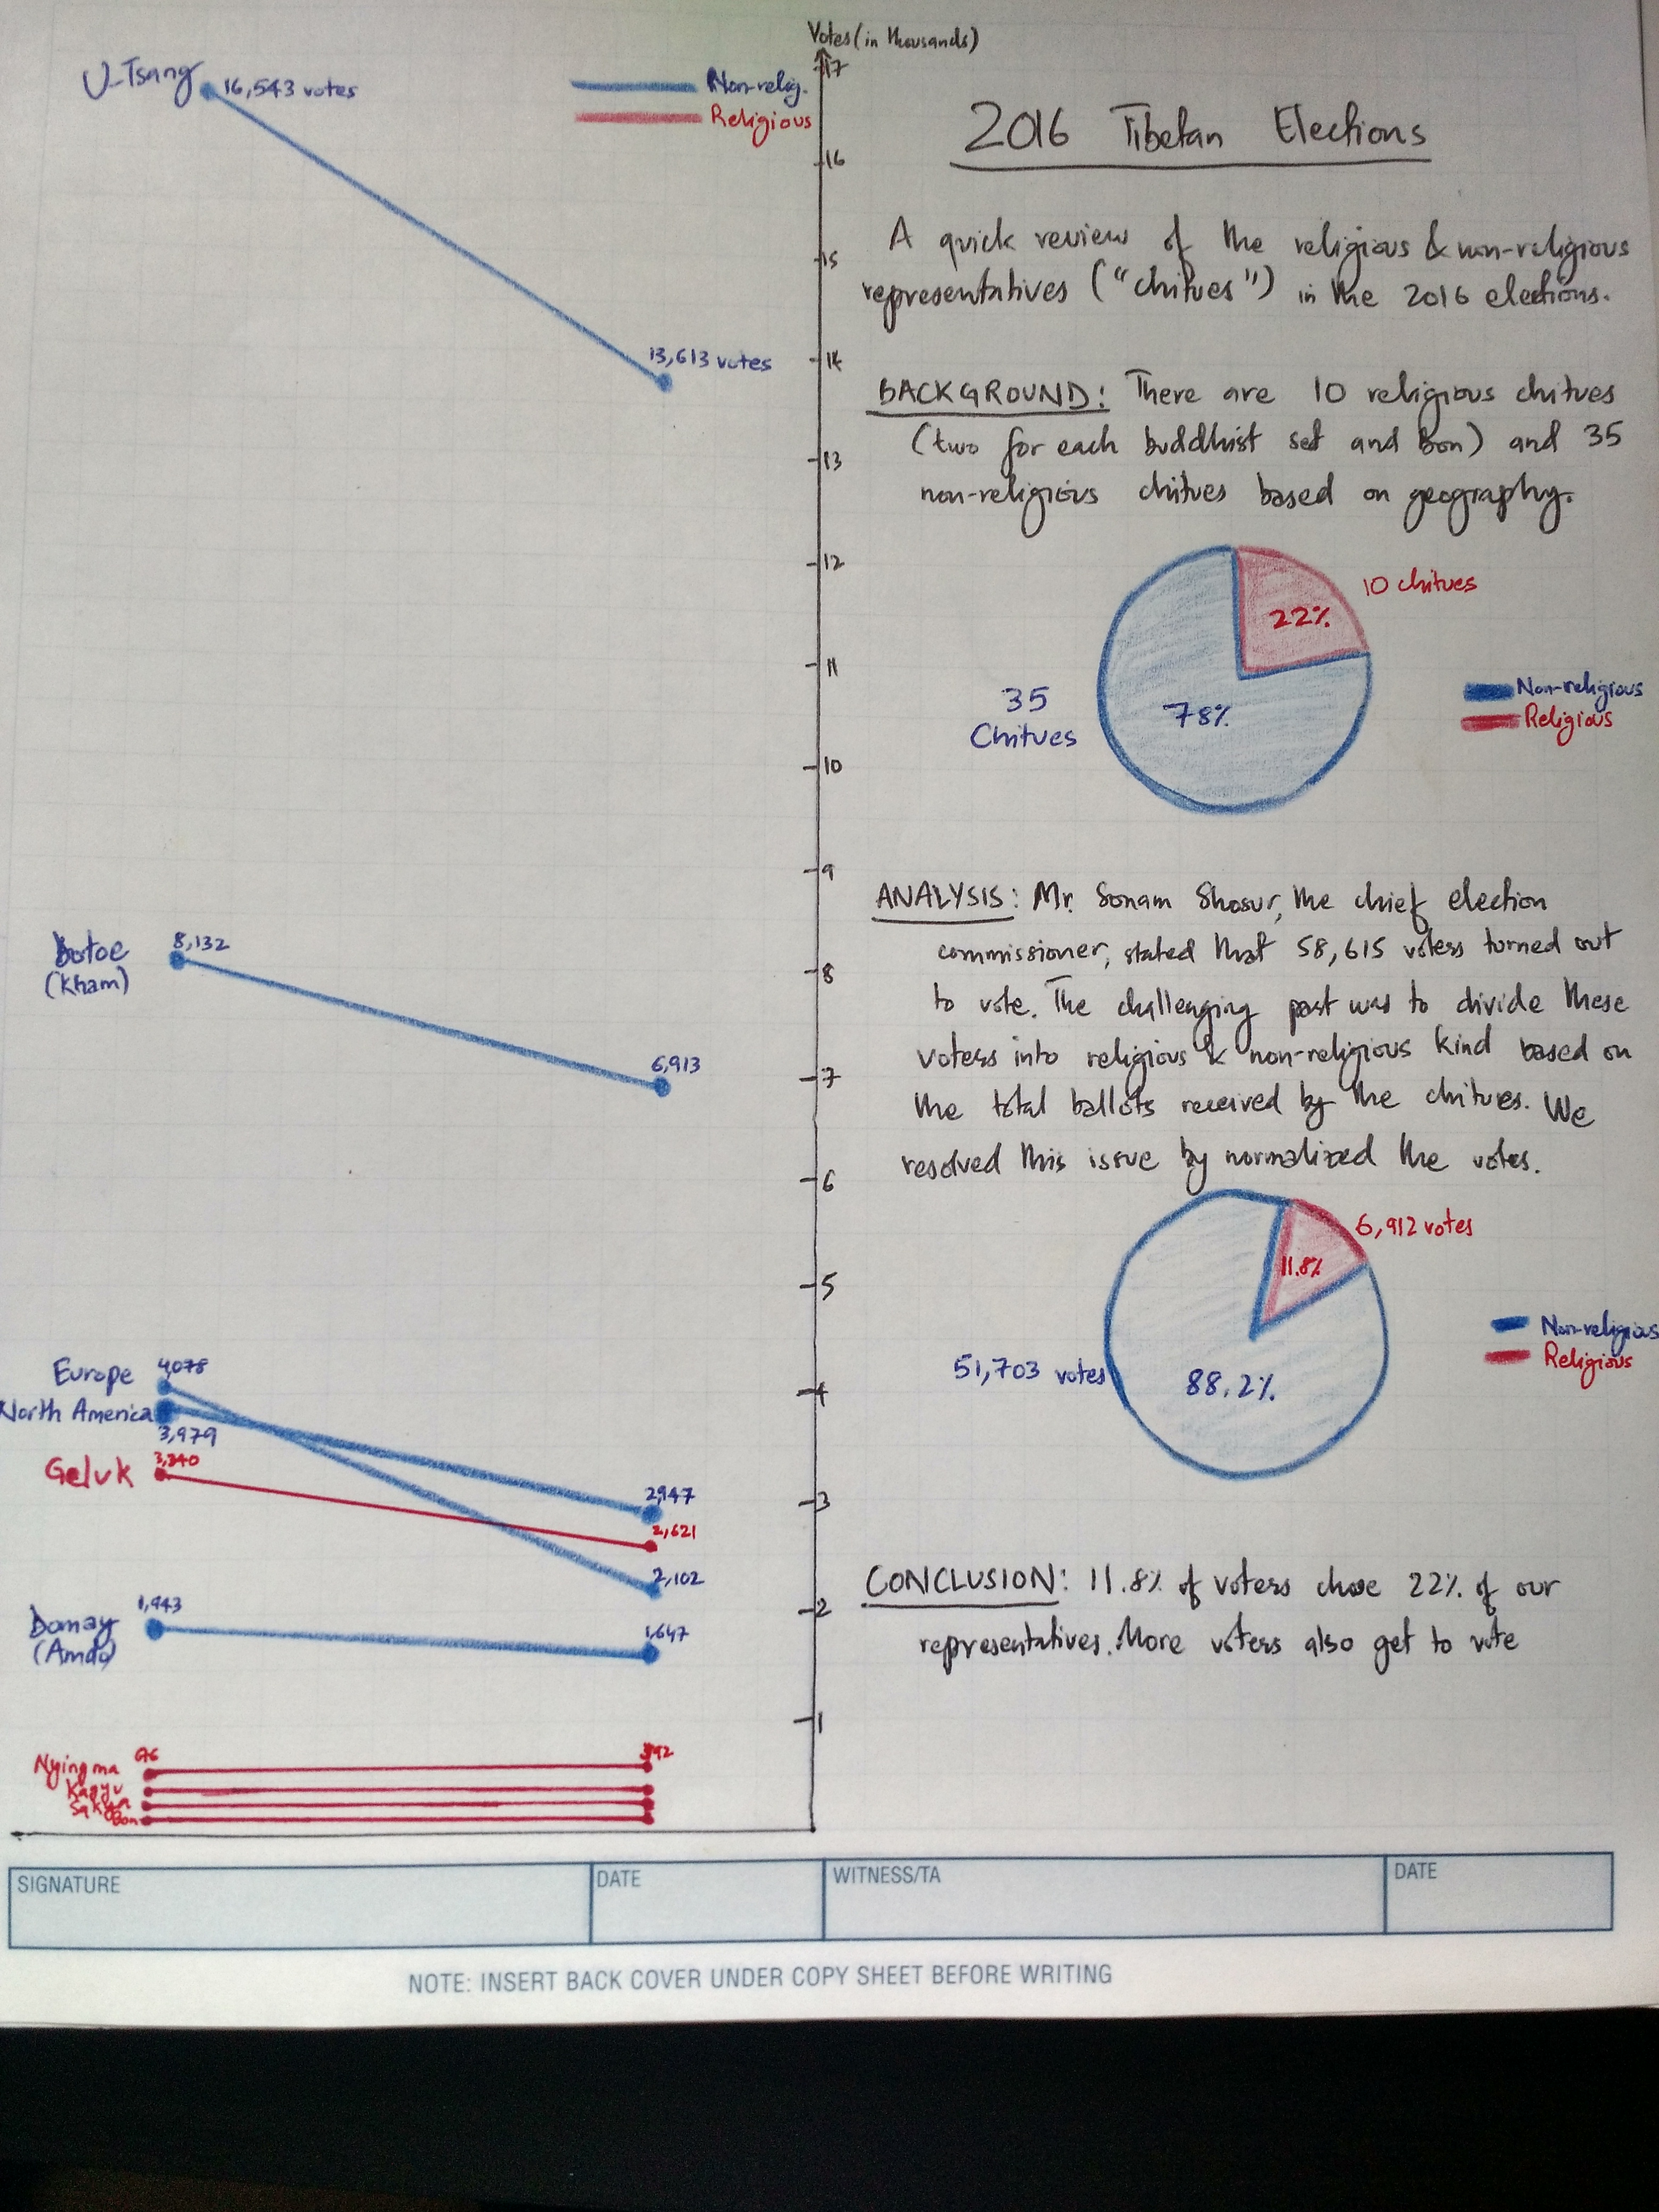 Votes (in thousands)
U-Tsang
16,543 votes
Non-relig.
Religious
13,613 votes
17
16
15
14
13
12
11
10
9
8
7
6
5
4
3
2
1
Dotoe
(Kham)
8,132
6,913
Europe
4,078
North America
3,979
Geluk
2,947
2,621
2,102
Domay
(Amdo)
1,943
1,647
Nyingma
Kagyu
Sakya
Bon
2016 Tibetan Elections
A quick review of the religious & non-religious
representatives ("chitues") in the 2016 elections.
BACKGROUND: There are 10 religious chitues
(two for each buddhist sect and Bon) and 35
non-religious chitues based on geography.
10 chitues
22%
35
Chitues
78%
Non-religious
Religious
ANALYSIS: Mr. Sonam Shosur, the chief election
commissioner, stated that 58,615 voters turned out
to vote. The challenging part was to divide these
voters into religious & non-religious kind based on
the total ballots received by the chitues. We
resolved this issue by normalized the votes.
6,912 votes
11.8%
51,703 votes
88.2%
Non-religious
Religious
CONCLUSION: 11.8% of voters chose 22% of our
representatives. More voters also get to vote
SIGNATURE
DATE
WITNESS/TA
DATE
NOTE: INSERT BACK COVER UNDER COPY SHEET BEFORE WRITING